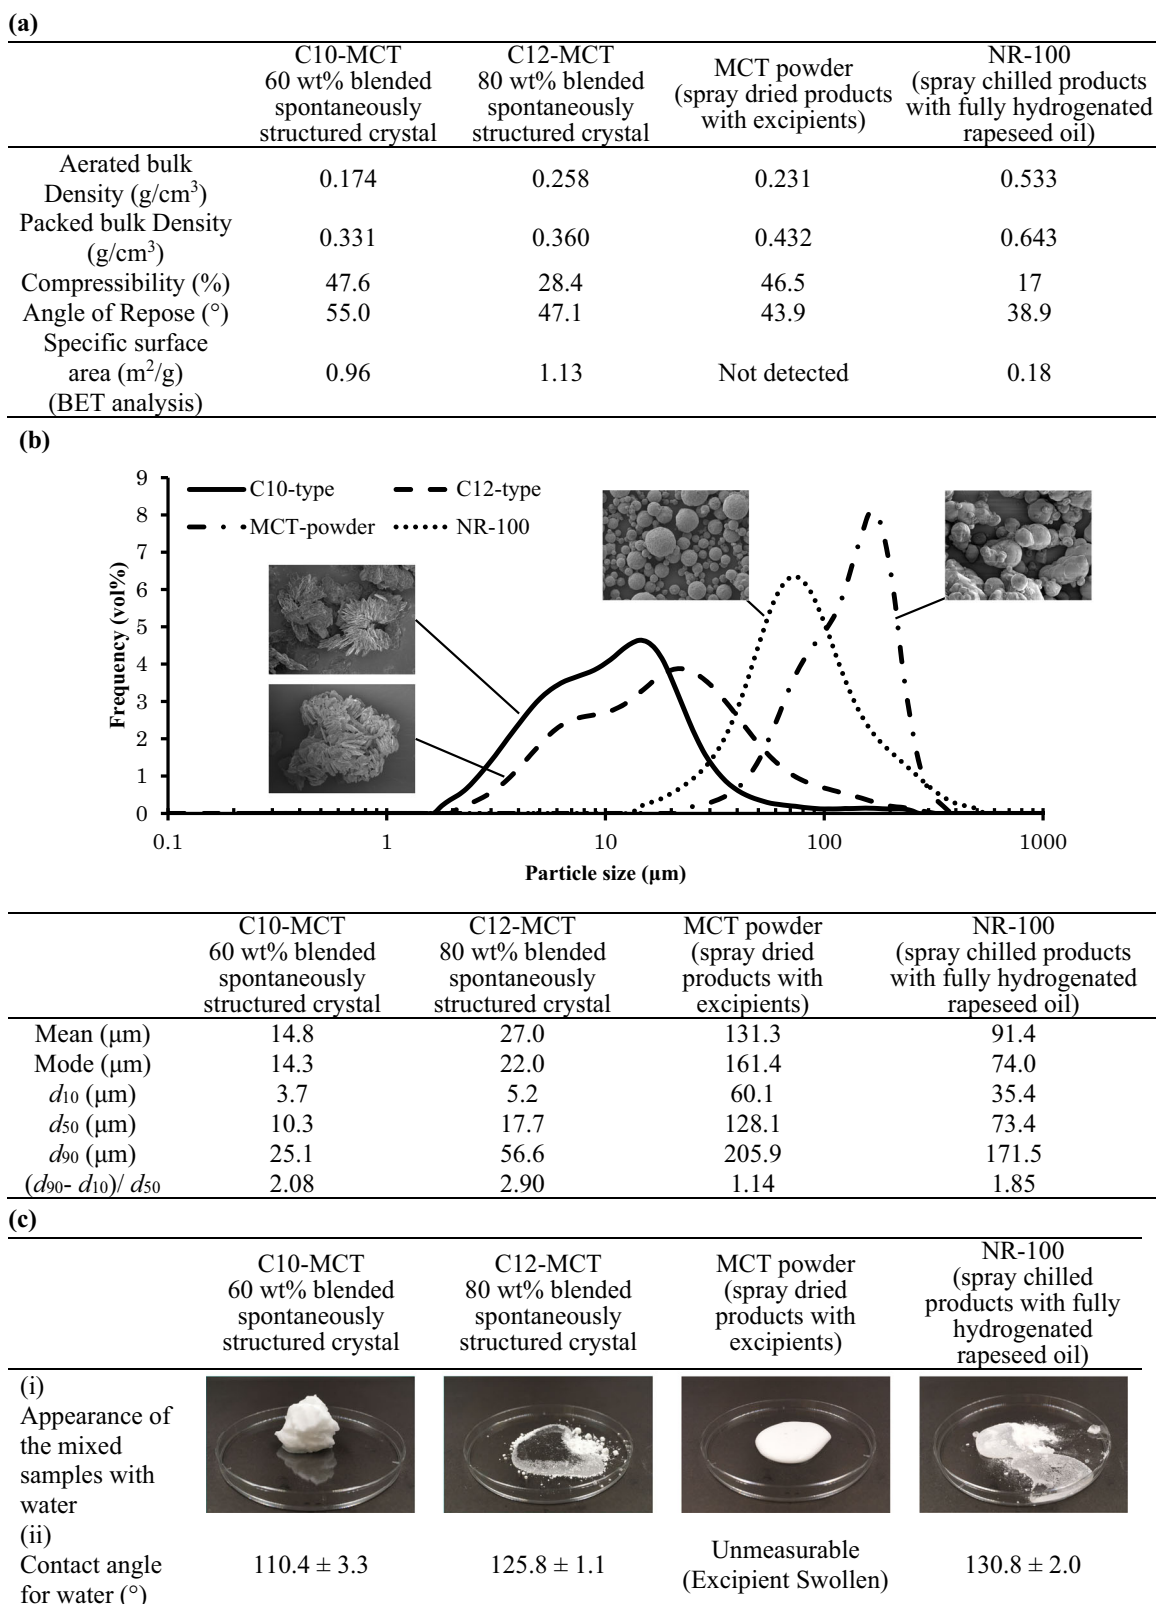 (a)
C10-MCT
60 wt% blended
spontaneously
structured crystal
C12-MCT
80 wt% blended
spontaneously
structured crystal
MCT powder
(spray dried products
with excipients)
NR-100
(spray chilled products
with fully hydrogenated
rapeseed oil)
Aerated bulk
Density (g/cm³)
0.174
0.258
0.231
0.533
Packed bulk Density
(g/cm³)
0.331
0.360
0.432
0.643
Compressibility (%)
47.6
28.4
46.5
17
Angle of Repose (°)
55.0
47.1
43.9
38.9
Specific surface
area (m²/g)
(BET analysis)
0.96
1.13
Not detected
0.18
(b)
Frequency (vol%)
9
8
7
6
5
4
3
2
1
0
C10-type
C12-type
MCT-powder
NR-100
0.1
1
10
100
1000
Particle size (μm)
C10-MCT
60 wt% blended
spontaneously
structured crystal
C12-MCT
80 wt% blended
spontaneously
structured crystal
MCT powder
(spray dried
products with
excipients)
NR-100
(spray chilled products
with fully hydrogenated
rapeseed oil)
Mean (μm)
14.8
27.0
131.3
91.4
Mode (μm)
14.3
22.0
161.4
74.0
d10 (μm)
3.7
5.2
60.1
35.4
d50 (μm)
10.3
17.7
128.1
73.4
d90 (μm)
25.1
56.6
205.9
171.5
(d90- d10)/ d50
2.08
2.90
1.14
1.85
(c)
C10-MCT
60 wt% blended
spontaneously
structured crystal
C12-MCT
80 wt% blended
spontaneously
structured crystal
MCT powder
(spray dried
products with
excipients)
NR-100
(spray chilled
products with fully
hydrogenated
rapeseed oil)
(i)
Appearance of
the mixed
samples with
water
(ii)
Contact angle
for water (°)
110.4 ± 3.3
125.8 ± 1.1
Unmeasurable
(Excipient Swollen)
130.8 ± 2.0